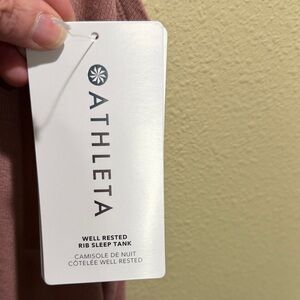 ATHLETA
WELL RESTED
RIB SLEEP TANK
CAMISOLE DE NUIT
CÔTELÉE WELL RESTED